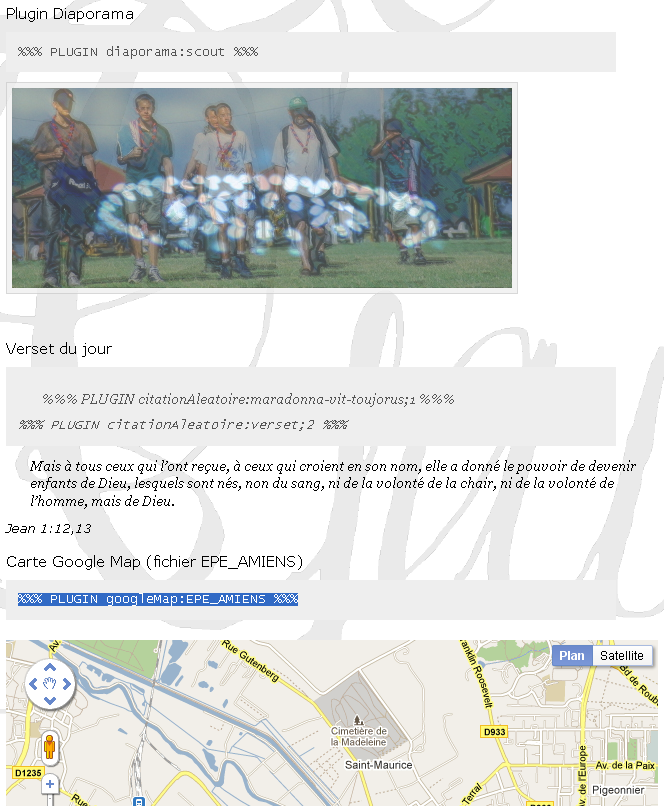 Plugin Diaporama
%%% PLUGIN diaporama:scout %%%
Verset du jour
%%% PLUGIN citationAleatoire:maradonna-vit-toujorus;1 %%%
%%% PLUGIN citationAleatoire:verset;2 %%%
Mais à tous ceux qui l'ont reçue, à ceux qui croient en son nom, elle a donné le pouvoir de devenir
enfants de Dieu, lesquels sont nés, non du sang, ni de la volonté de la chair, ni de la volonté de
l'homme, mais de Dieu.
Jean 1:12,13
Carte Google Map (fichier EPE_AMIENS)
%%% PLUGIN googleMap:EPE_AMIENS %%%
Rue Gutenberg
Plan
Satellite
Cimetière de
la Madeleine
D933
Saint-Maurice
D1235
Av. de la Paix
Av. de l'Europe
Pigeonnier